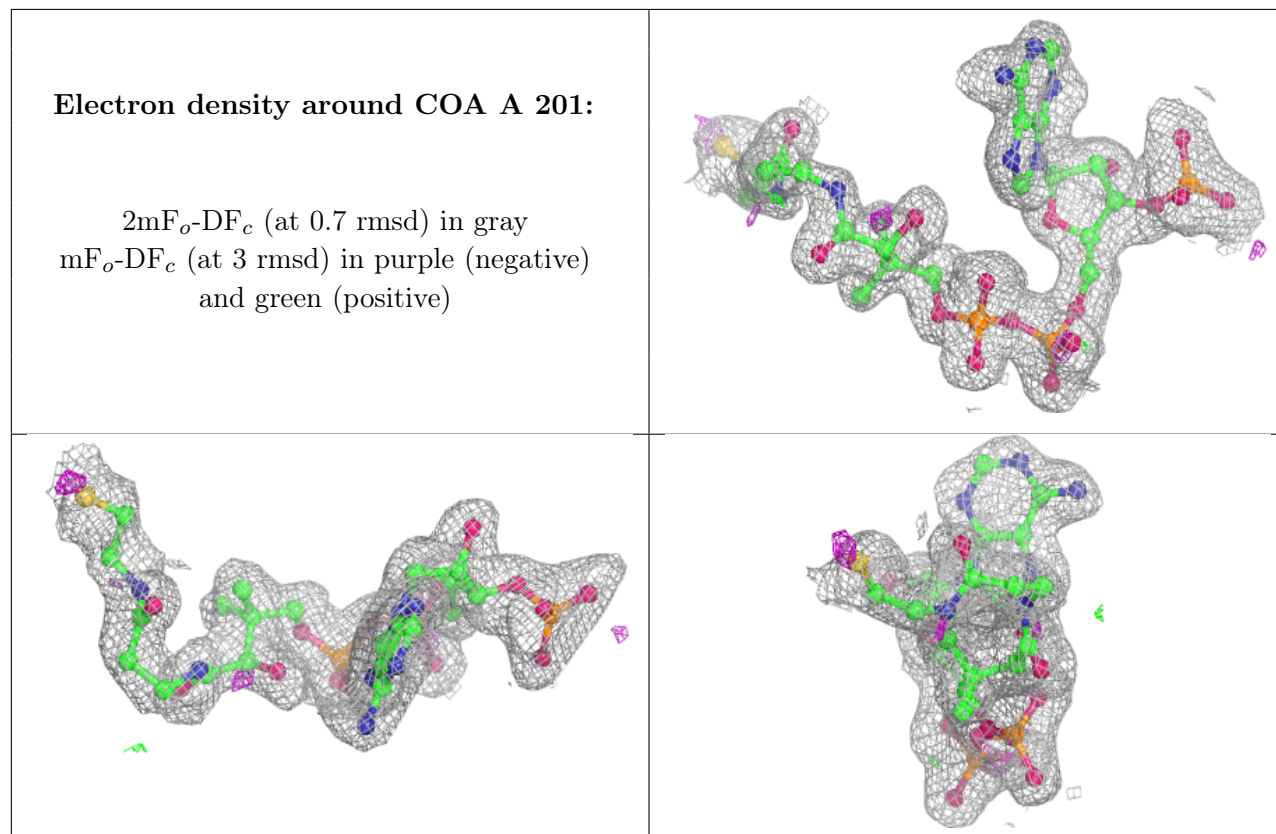 Electron density around COA A 201:
2mFₒ-DF𝒸 (at 0.7 rmsd) in gray
mFₒ-DF𝒸 (at 3 rmsd) in purple (negative)
and green (positive)